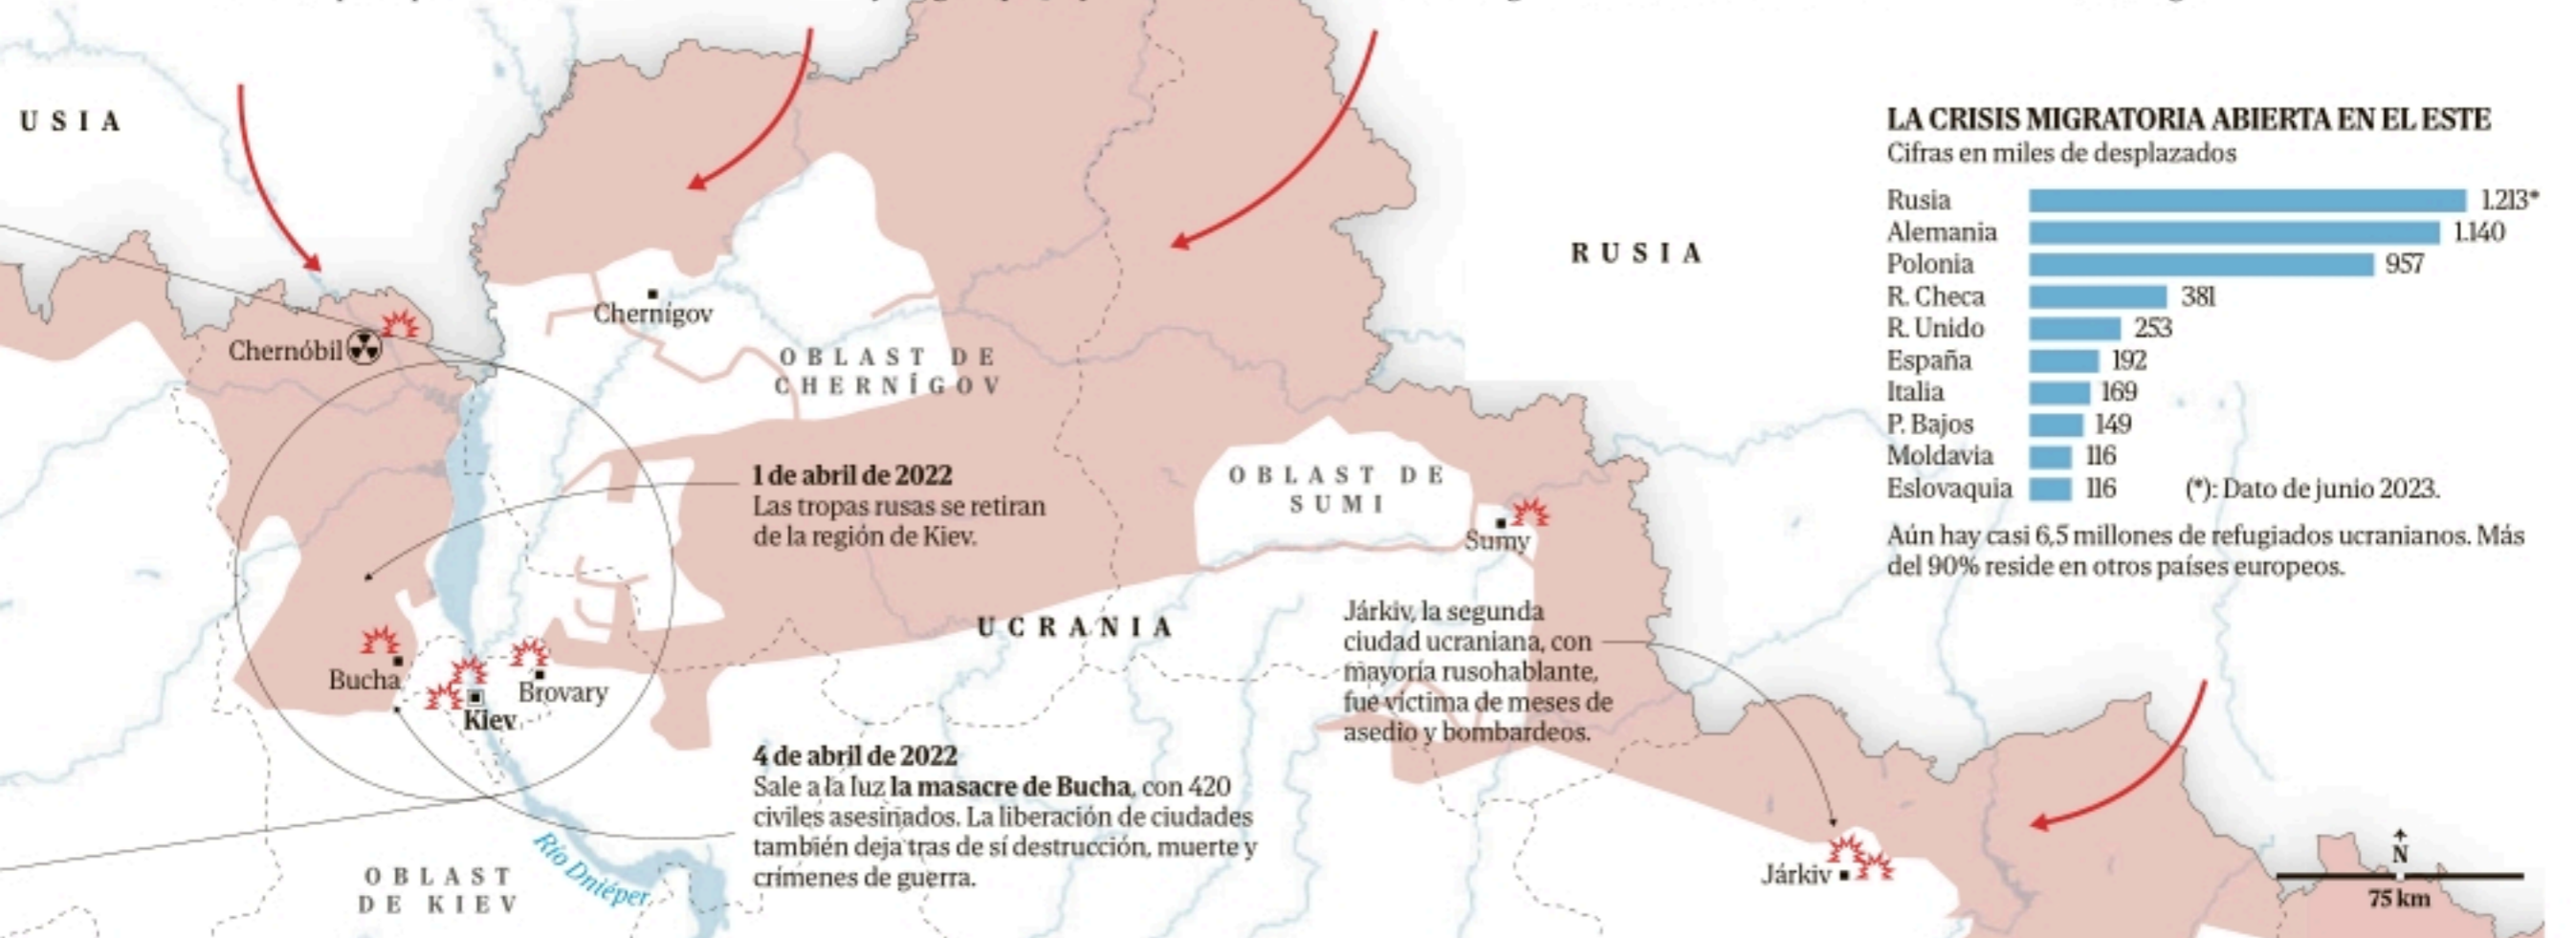 USIA
RUSIA
Chernóbil
Chernígov
OBLAST DE
CHERNÍGOV
1 de abril de 2022
Las tropas rusas se retiran
de la región de Kiev.
OBLAST DE
SUMI
Sumy
UCRANIA
Bucha
Brovary
Kiev
4 de abril de 2022
Sale a la luz la masacre de Bucha, con 420
civiles asesinados. La liberación de ciudades
también deja tras de sí destrucción, muerte y
crímenes de guerra.
OBLAST
DE KIEV
Río Dniéper
Járkiv, la segunda
ciudad ucraniana, con
mayoría rusohablante,
fue víctima de meses de
asedio y bombardeos.
Járkiv
LA CRISIS MIGRATORIA ABIERTA EN EL ESTE
Cifras en miles de desplazados
Rusia 1.213*
Alemania 1.140
Polonia 957
R. Checa 381
R. Unido 253
España 192
Italia 169
P. Bajos 149
Moldavia 116
Eslovaquia 116 (*): Dato de junio 2023.
Aún hay casi 6,5 millones de refugiados ucranianos. Más
del 90% reside en otros países europeos.
N
75 km